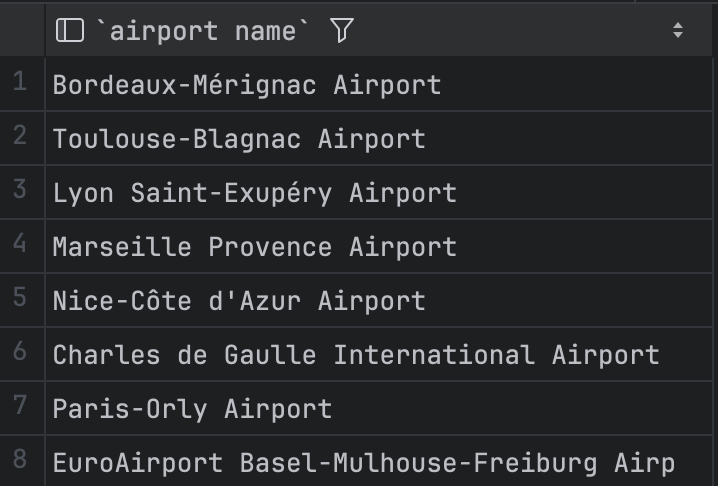 `airport name`
1 Bordeaux-Mérignac Airport
2 Toulouse-Blagnac Airport
3 Lyon Saint-Exupéry Airport
4 Marseille Provence Airport
5 Nice-Côte d'Azur Airport
6 Charles de Gaulle International Airport
7 Paris-Orly Airport
8 EuroAirport Basel-Mulhouse-Freiburg Airp